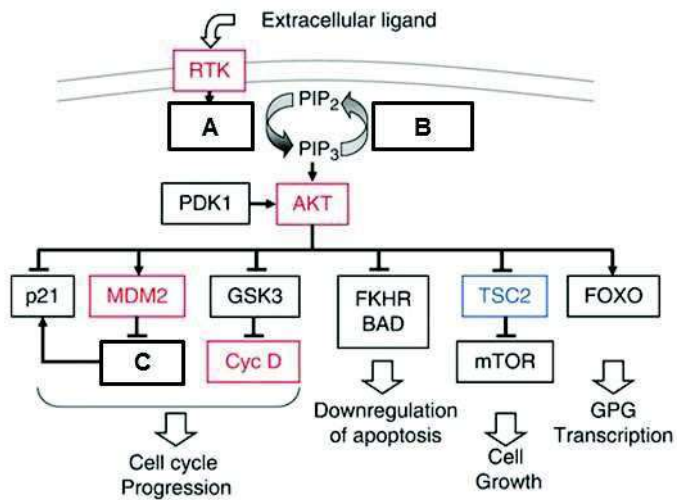 Extracellular ligand
RTK
A
PIP2
B
PIP3
PDK1
AKT
p21
MDM2
GSK3
FKHR
BAD
TSC2
FOXO
C
Cyc D
mTOR
Downregulation
of apoptosis
GPG
Transcription
Cell cycle
Progression
Cell
Growth